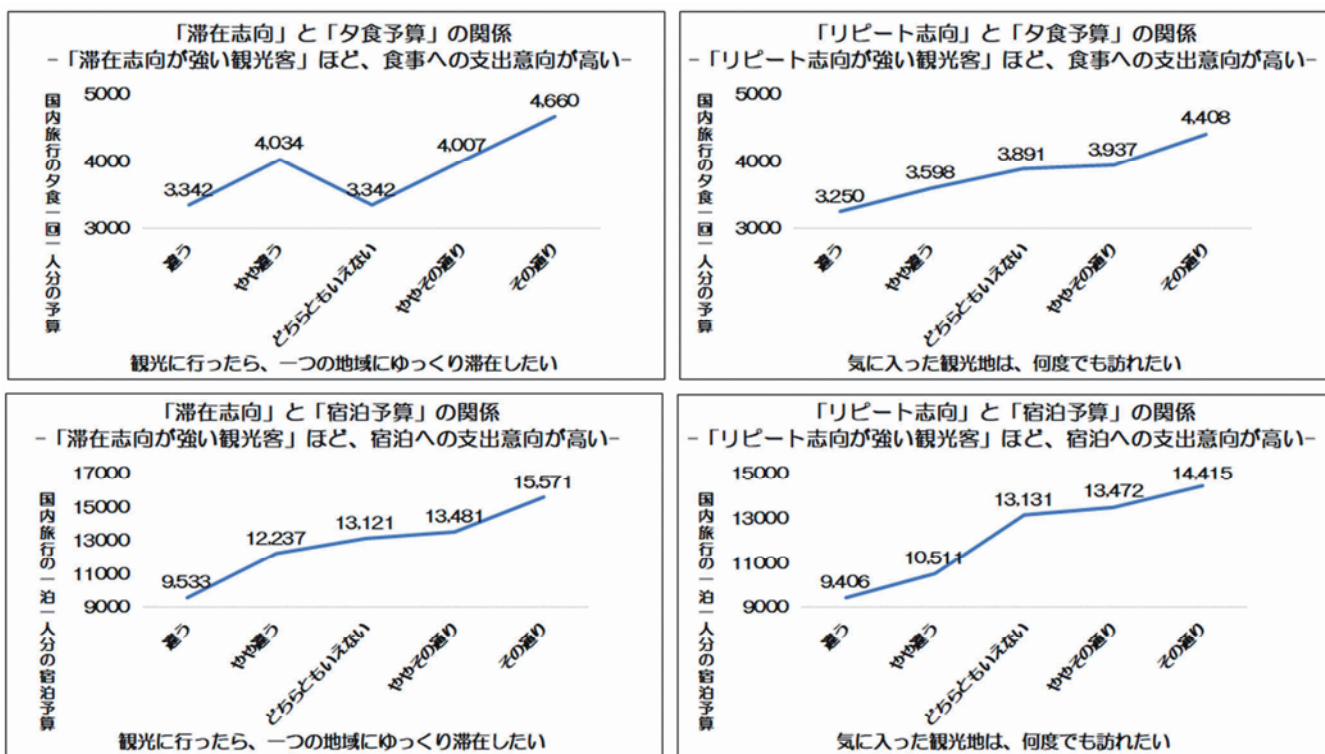 「滞在志向」と「夕食予算」の関係
-「滞在志向が強い観光客」ほど、食事への支出意向が高い-
国内旅行の夕食一回一人分の予算
5000
4000
3000
3,342
4,034
3,342
4,007
4,660
違う
やや違う
どちらともいえない
ややその通り
その通り
観光に行ったら、一つの地域にゆっくり滞在したい
「リピート志向」と「夕食予算」の関係
-「リピート志向が強い観光客」ほど、食事への支出意向が高い-
国内旅行の夕食一回一人分の予算
5000
4000
3000
3,250
3,598
3,891
3,937
4,408
違う
やや違う
どちらともいえない
ややその通り
その通り
気に入った観光地は、何度でも訪れたい
「滞在志向」と「宿泊予算」の関係
-「滞在志向が強い観光客」ほど、宿泊への支出意向が高い-
国内旅行の一泊一人分の宿泊予算
17000
15000
13000
11000
9000
9,533
12,237
13,121
13,481
15,571
違う
やや違う
どちらともいえない
ややその通り
その通り
観光に行ったら、一つの地域にゆっくり滞在したい
「リピート志向」と「宿泊予算」の関係
-「リピート志向が強い観光客」ほど、宿泊への支出意向が高い-
国内旅行の一泊一人分の宿泊予算
15000
13000
11000
9000
9,406
10,511
13,131
13,472
14,415
違う
やや違う
どちらともいえない
ややその通り
その通り
気に入った観光地は、何度でも訪れたい